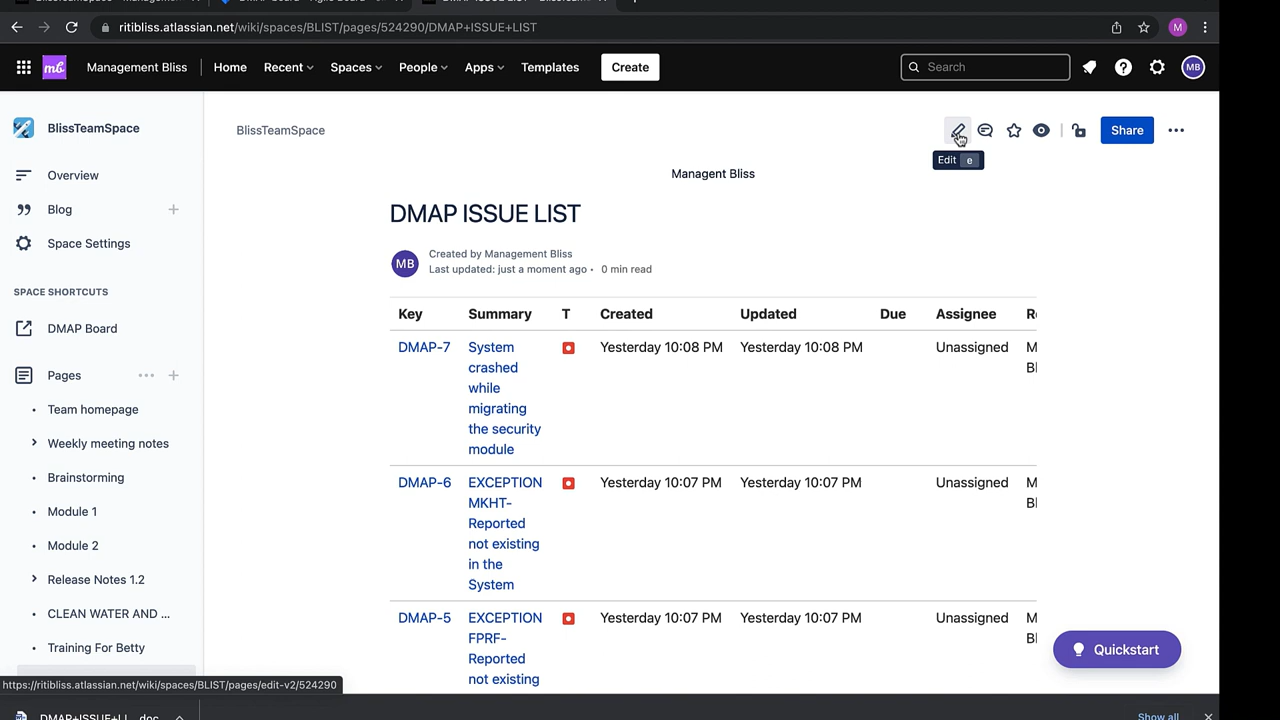 ritibliss.atlassian.net/wiki/spaces/BLIST/pages/524290/DMAP+ISSUE+LIST
M
mb Management Bliss Home Recent Spaces People Apps Templates Create Search MB
BlissTeamSpace
Overview
Blog
Space Settings
SPACE SHORTCUTS
DMAP Board
Pages
Team homepage
Weekly meeting notes
Brainstorming
Module 1
Module 2
Release Notes 1.2
CLEAN WATER AND ...
Training For Betty
https://ritibliss.atlassian.net/wiki/spaces/BLIST/pages/edit-v2/524290
BlissTeamSpace
Share
Edit e
Managent Bliss
DMAP ISSUE LIST
MB
Created by Management Bliss
Last updated: just a moment ago • 0 min read
Key Summary T Created Updated Due Assignee
DMAP-7 System Yesterday 10:08 PM Yesterday 10:08 PM Unassigned
crashed
while
migrating
the security
module
DMAP-6 EXCEPTION Yesterday 10:07 PM Yesterday 10:07 PM Unassigned
MKHT-
Reported
not existing
in the
System
DMAP-5 EXCEPTION Yesterday 10:07 PM Yesterday 10:07 PM Unassigned
FPRF-
Reported
not existing
Quickstart
DMAP+ISSUE+LI....doc
Show all